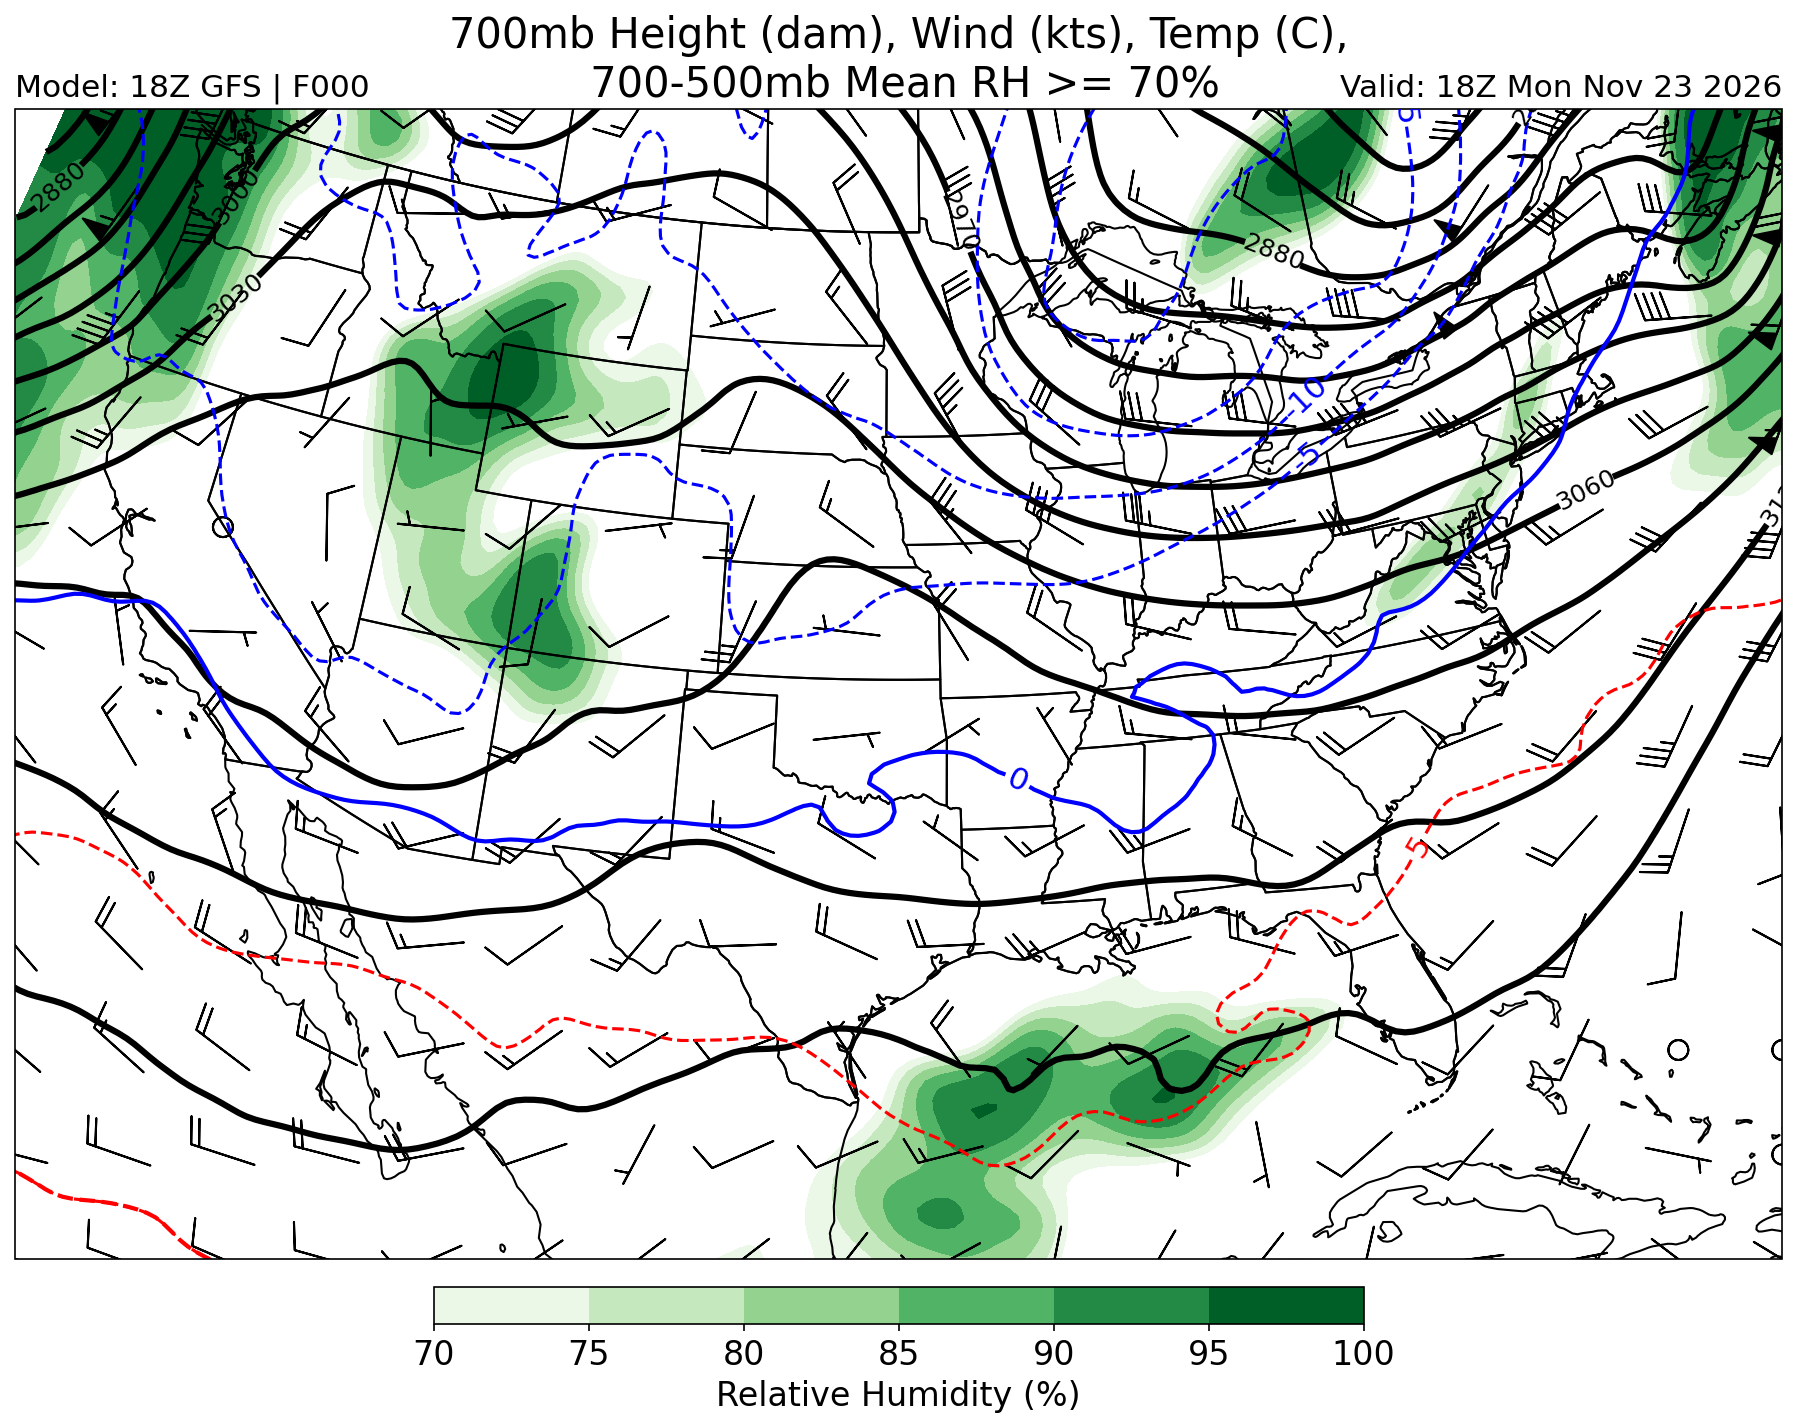 700mb Height (dam), Wind (kts), Temp (C),
Model: 18Z GFS | F000
700-500mb Mean RH >= 70%
Valid: 18Z Mon Nov 23 2026
2880
3000
3030
2970
2880
-10
-5
3060
0
5
70 75 80 85 90 95 100
Relative Humidity (%)